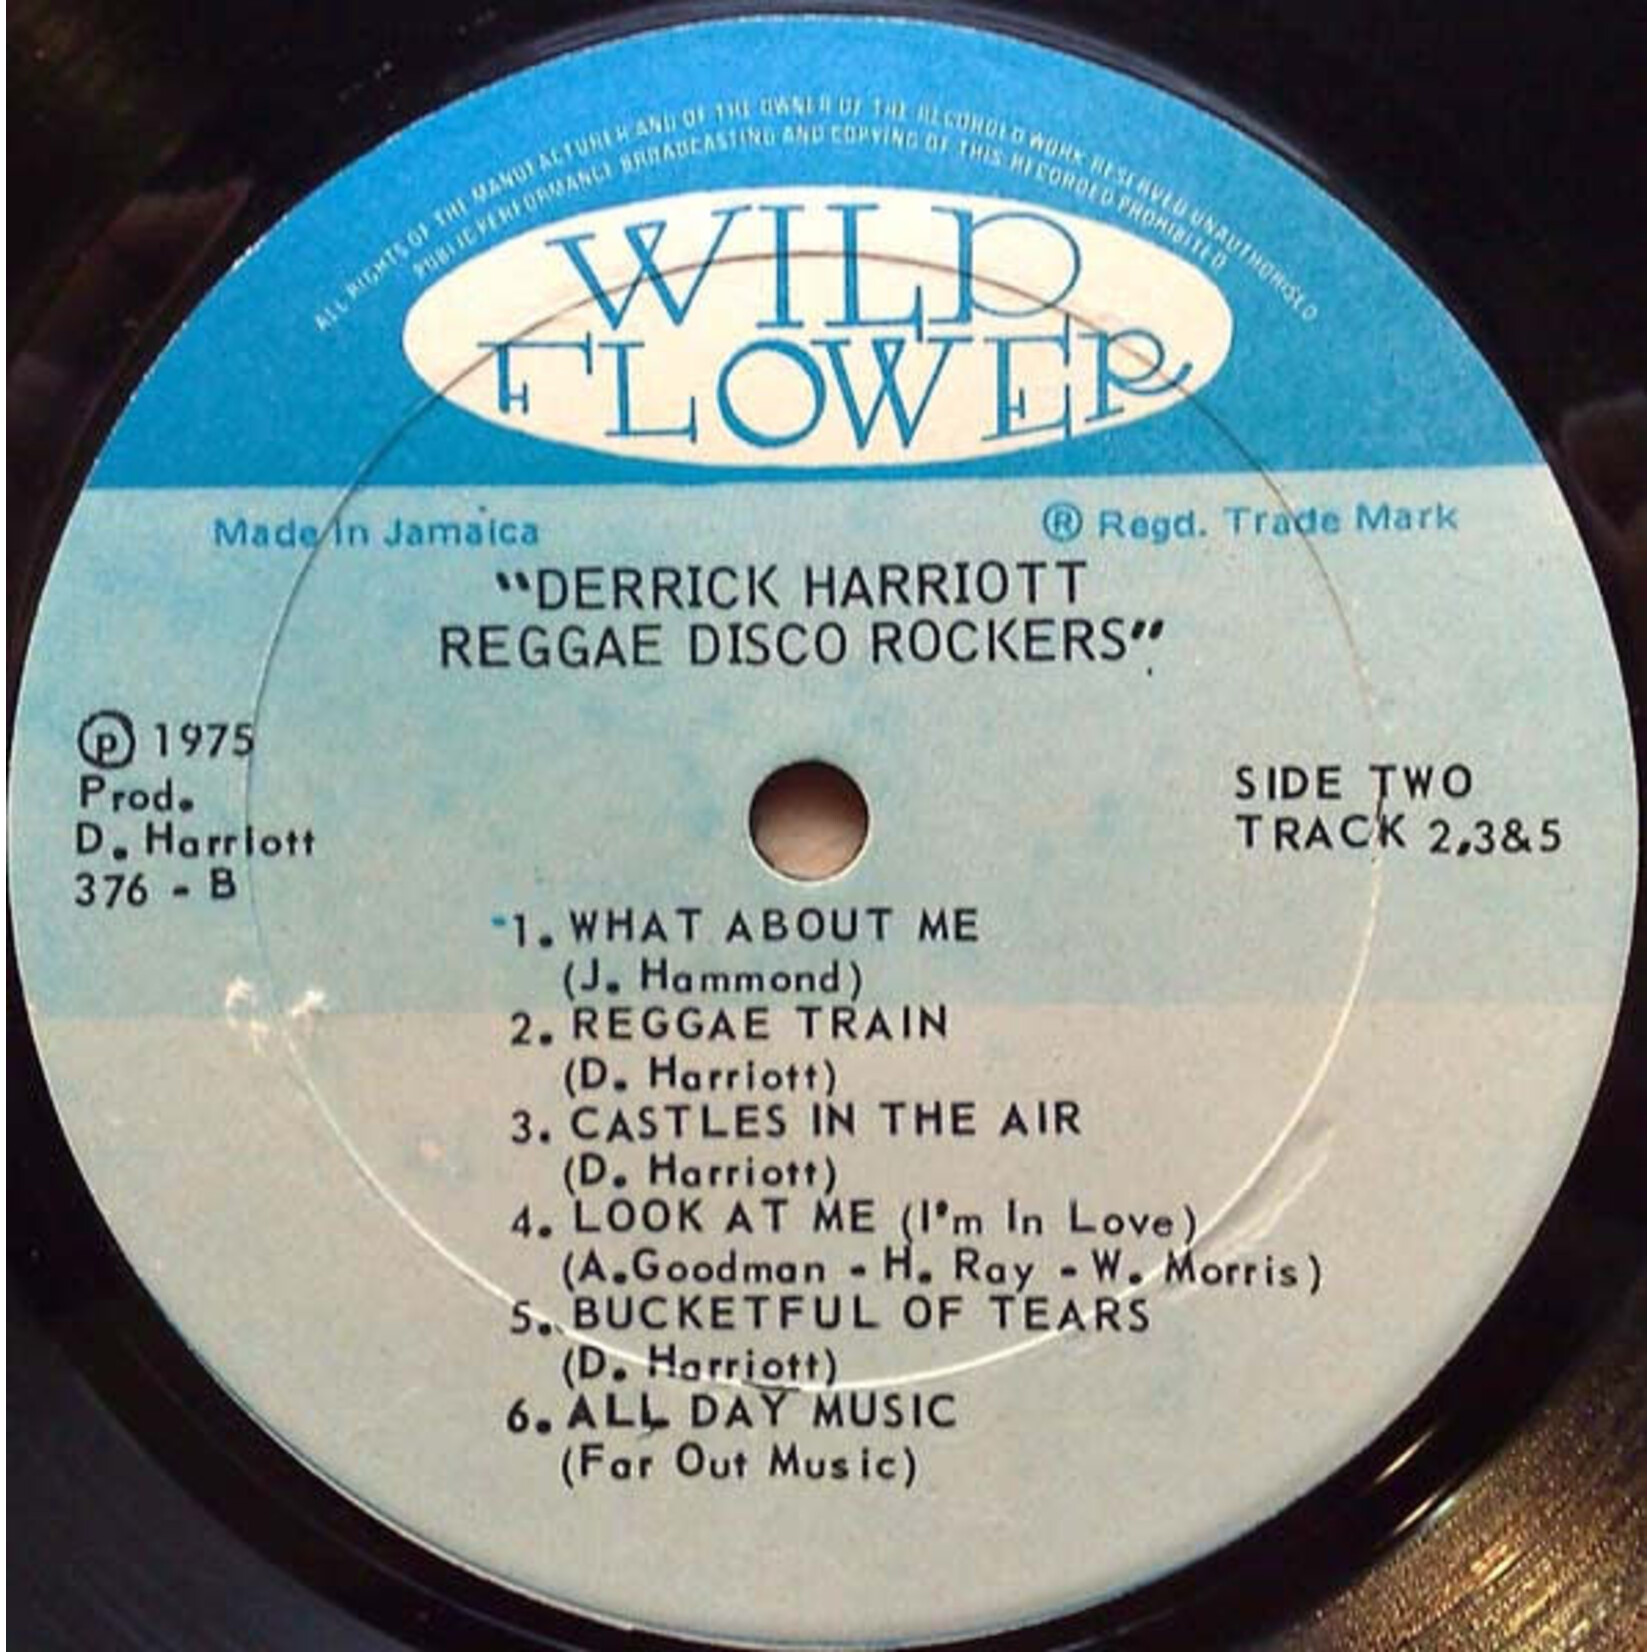 ALL RIGHTS OF THE MANUFACTURER AND OF THE OWNER OF THE RECORDED WORK RESERVED UNAUTHORISED
PUBLIC PERFORMANCE BROADCASTING AND COPYING OF THIS RECORDED PROHIBITED
WILD
FLOWER
Made In Jamaica
® Regd. Trade Mark
"DERRICK HARRIOTT
REGGAE DISCO ROCKERS"
℗ 1975
Prod.
D. Harriott
376 - B
SIDE TWO
TRACK 2,3&5
1. WHAT ABOUT ME
(J. Hammond)
2. REGGAE TRAIN
(D. Harriott)
3. CASTLES IN THE AIR
(D. Harriott)
4. LOOK AT ME (I'm In Love)
(A.Goodman - H. Ray - W. Morris)
5. BUCKETFUL OF TEARS
(D. Harriott)
6. ALL DAY MUSIC
(Far Out Music)